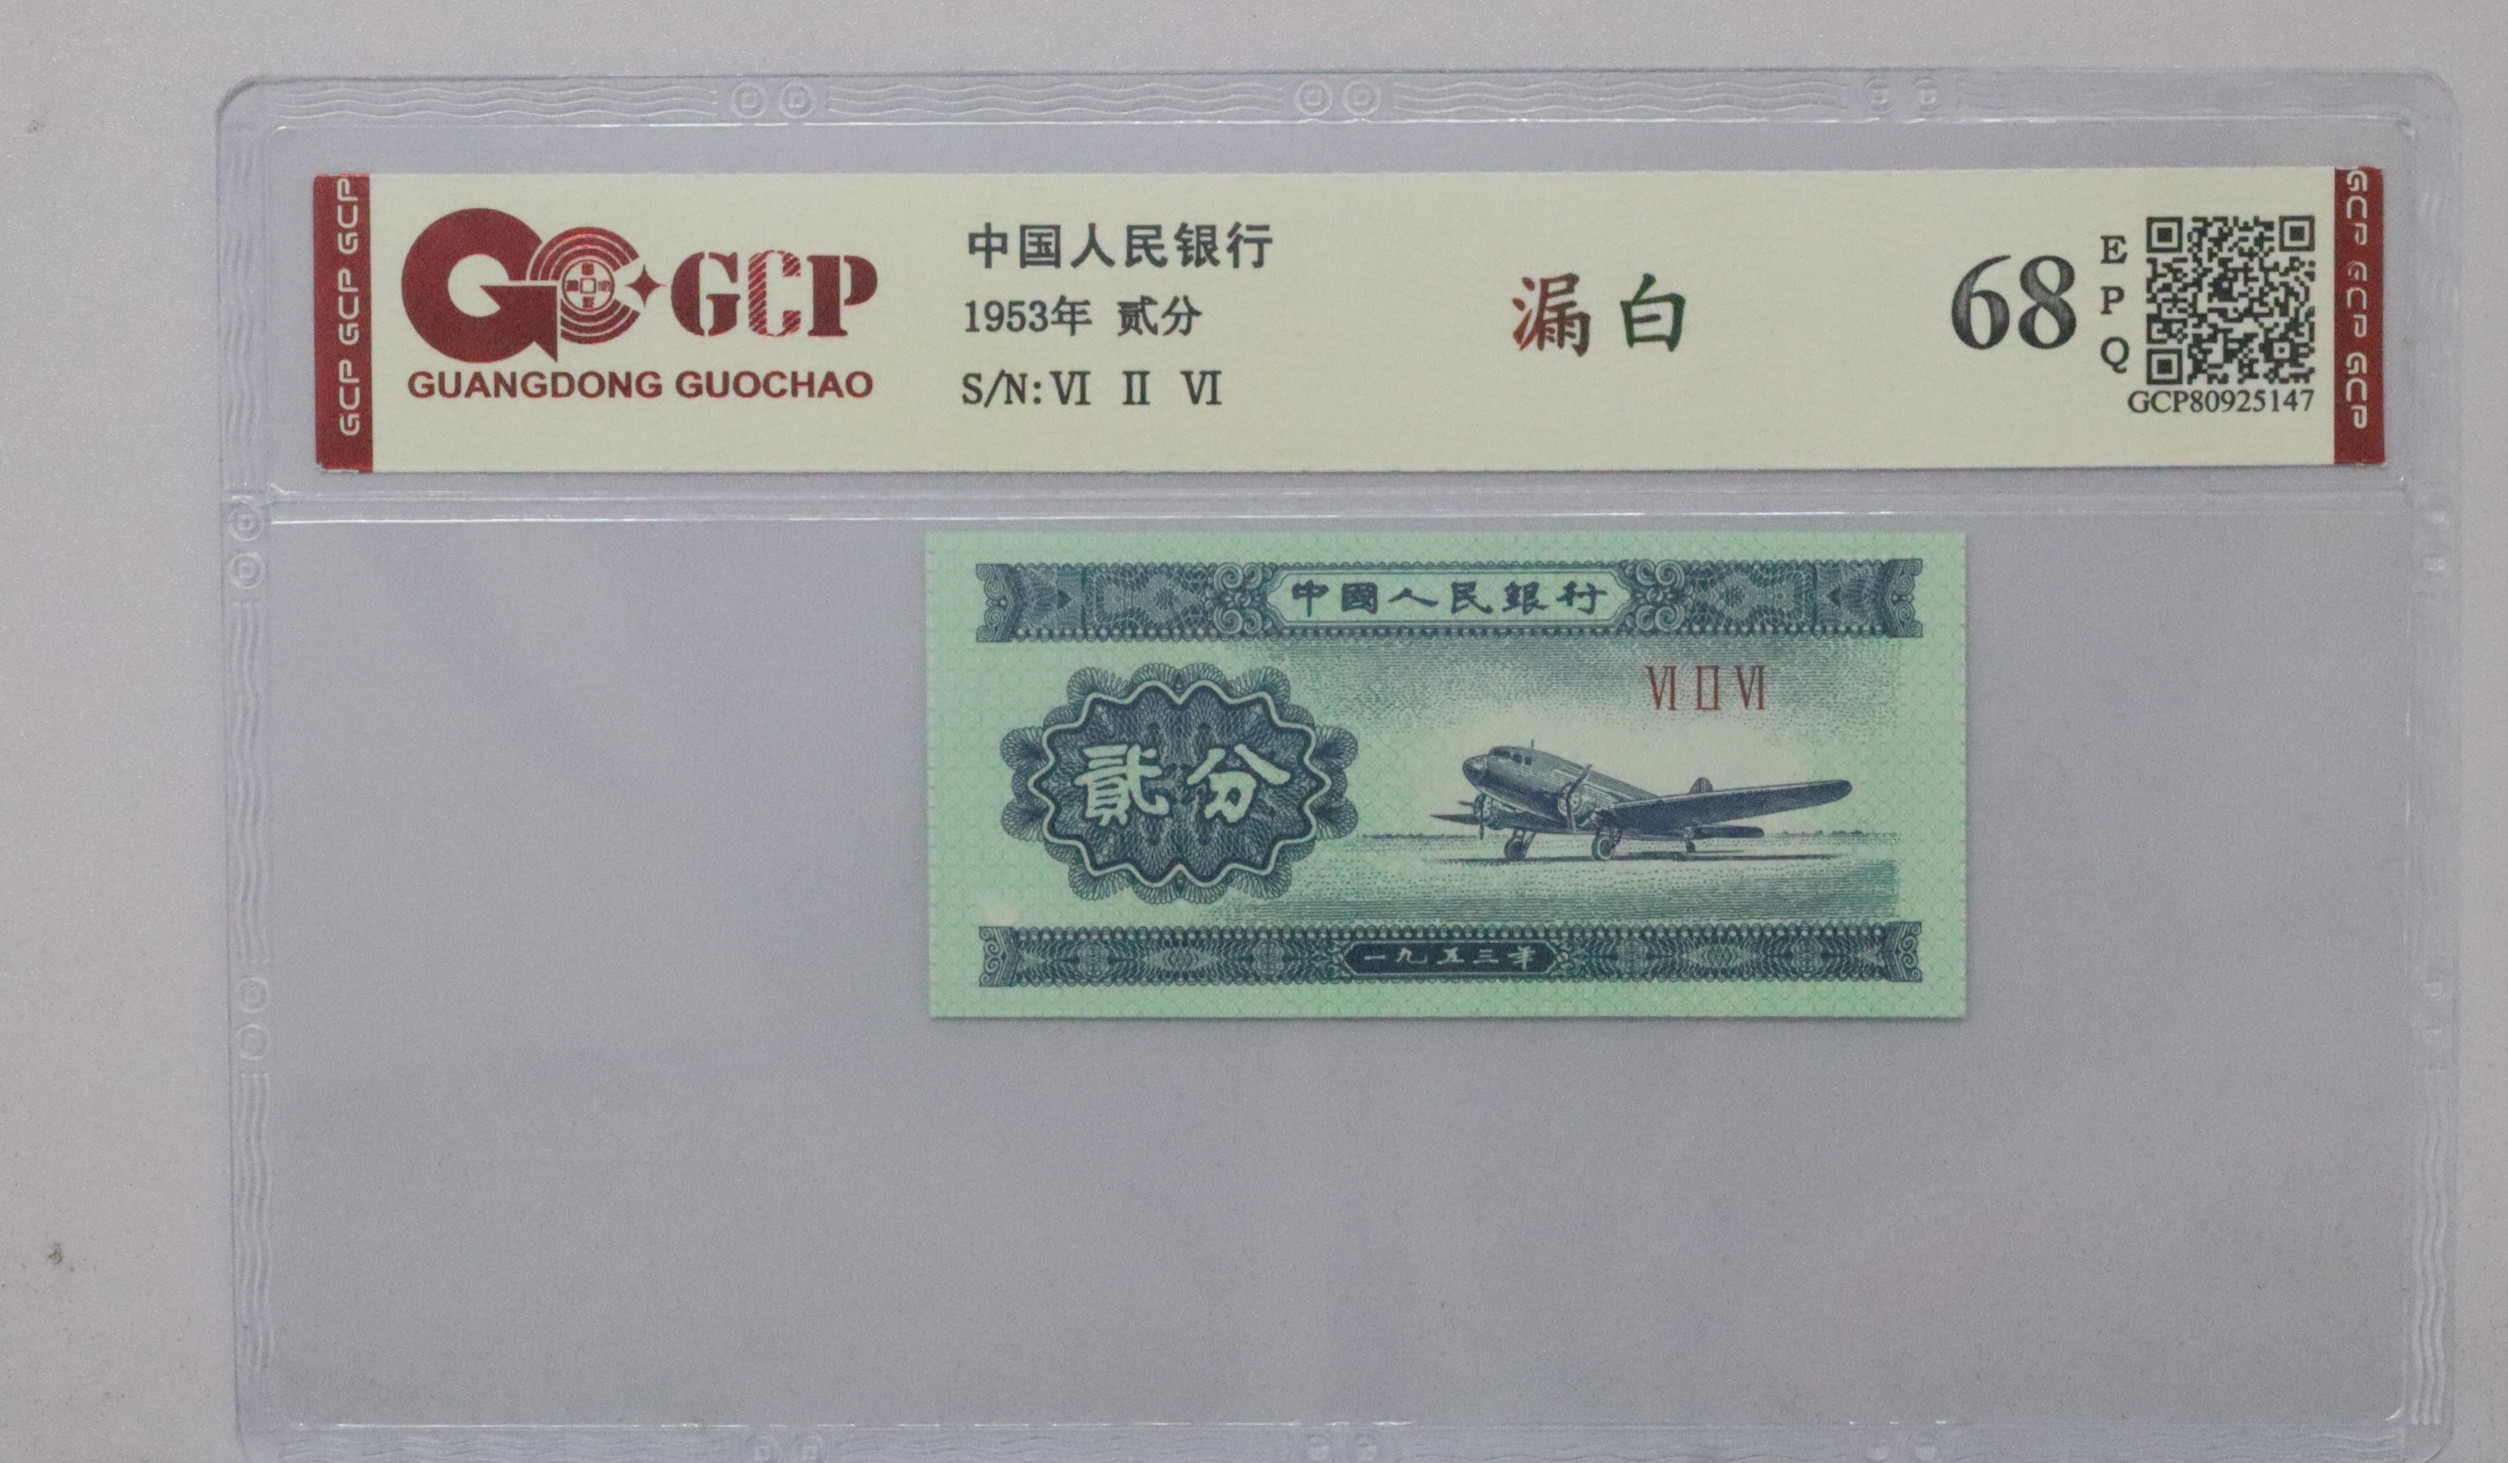 GCP GCP GCP
GCP
GUANGDONG GUOCHAO
中国人民银行
1953年 贰分
S/N: Ⅵ Ⅱ Ⅵ
漏白
68
EPQ
GCP80925147
GCP GCP GCP
中國人民銀行
Ⅵ Ⅱ Ⅵ
貳分
一九五三年